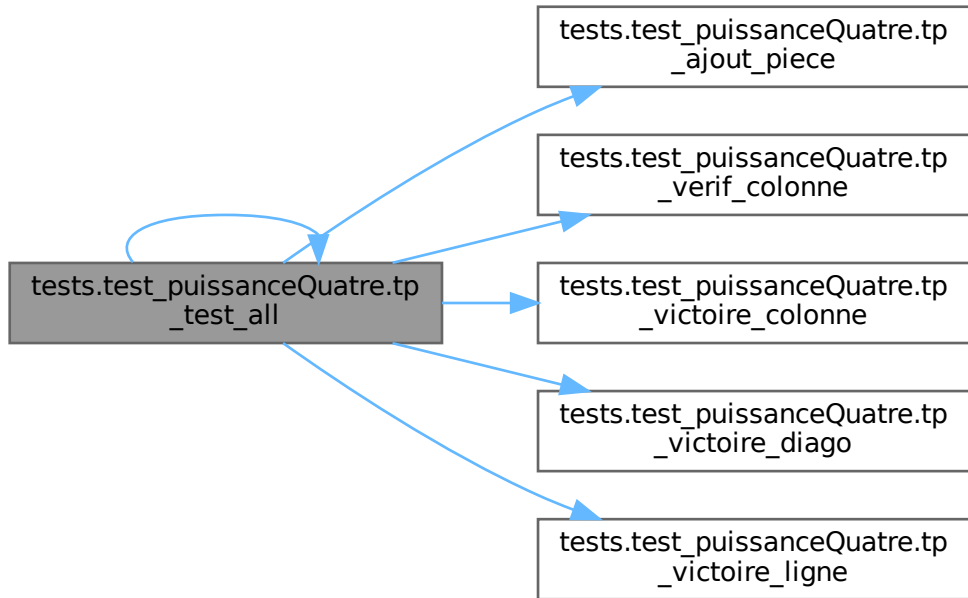 tests.test_puissanceQuatre.tp
_ajout_piece
tests.test_puissanceQuatre.tp
_verif_colonne
tests.test_puissanceQuatre.tp
_test_all
tests.test_puissanceQuatre.tp
_victoire_colonne
tests.test_puissanceQuatre.tp
_victoire_diago
tests.test_puissanceQuatre.tp
_victoire_ligne